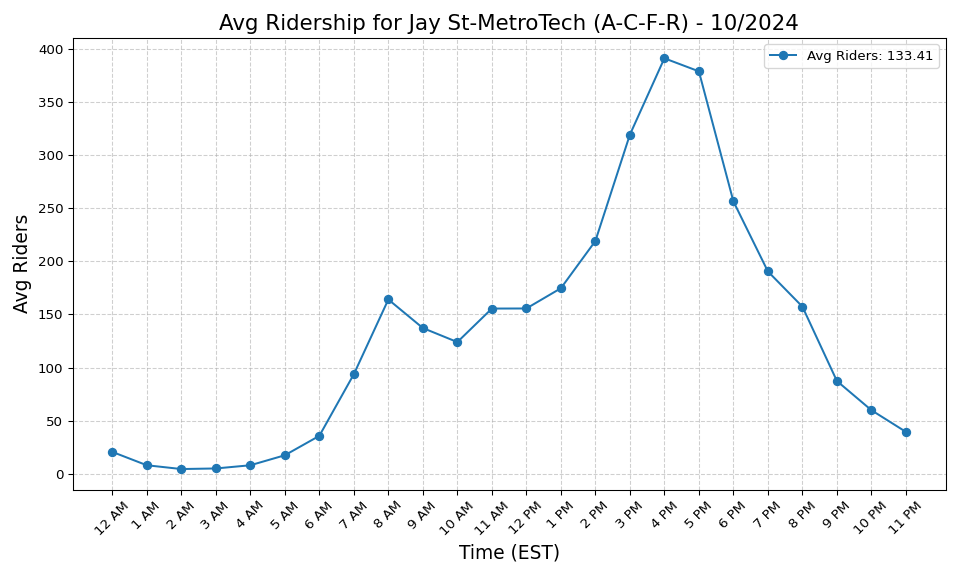 Avg Ridership for Jay St-MetroTech (A-C-F-R) - 10/2024
Avg Riders: 133.41
400
350
300
250
200
150
100
50
0
Avg Riders
12 AM
1 AM
2 AM
3 AM
4 AM
5 AM
6 AM
7 AM
8 AM
9 AM
10 AM
11 AM
12 PM
1 PM
2 PM
3 PM
4 PM
5 PM
6 PM
7 PM
8 PM
9 PM
10 PM
11 PM
Time (EST)